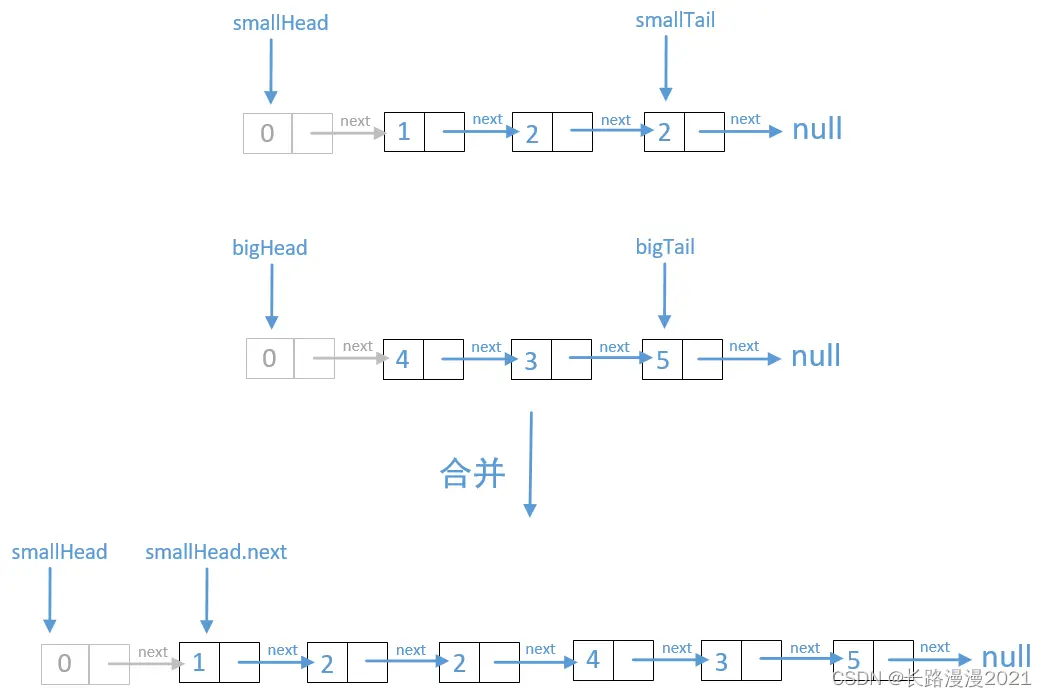 smallHead smallTail
0 next 1 next 2 next 2 next null
bigHead bigTail
0 next 4 next 3 next 5 next null
合并
smallHead smallHead.next
0 next 1 next 2 next 2 next 4 next 3 next 5 next null
CSDN @长路漫漫2021